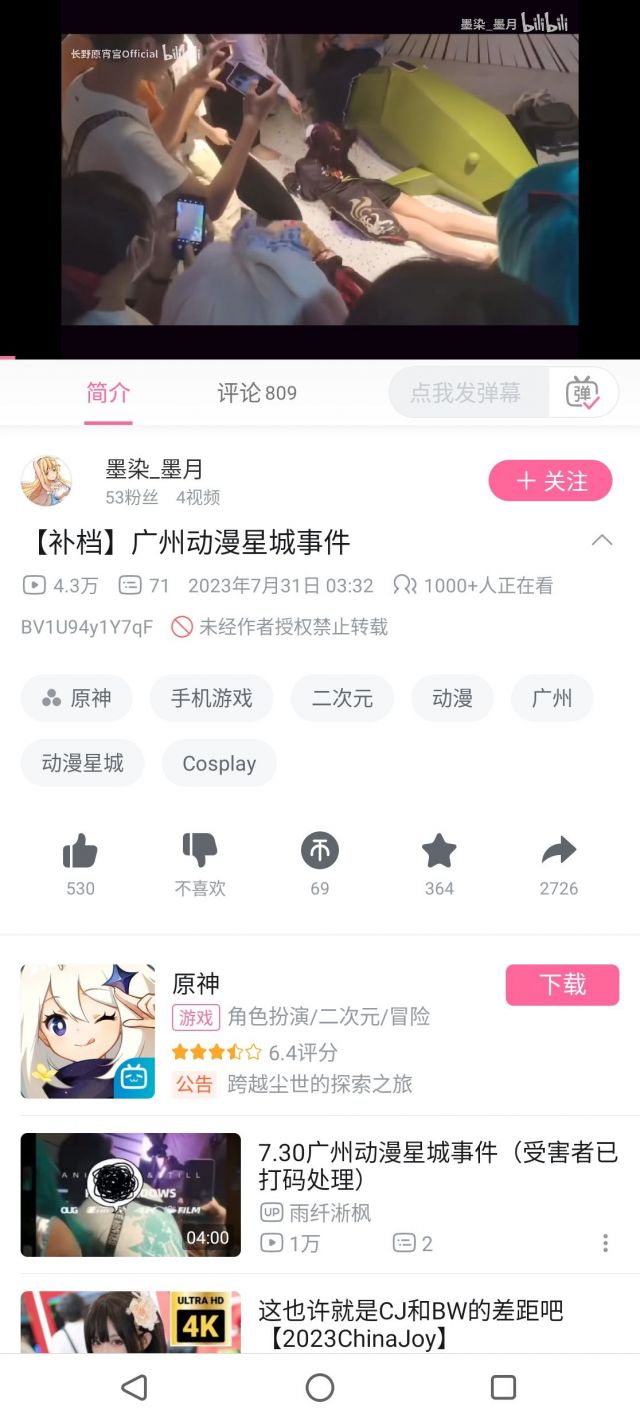 墨染_墨月 bilibili
长野原宵宫Official bilibili
简介
评论 809
点我发弹幕
弹
墨染_墨月
53粉丝 4视频
关注
【补档】广州动漫星城事件
4.3万 71 2023年7月31日 03:32 1000+人正在看
BV1U94y1Y7qF 未经作者授权禁止转载
原神 手机游戏 二次元 动漫 广州
动漫星城 Cosplay
530 不喜欢 69 364 2726
原神
下载
游戏 角色扮演/二次元/冒险
6.4评分
公告 跨越尘世的探索之旅
7.30广州动漫星城事件（受害者已
打码处理）
UP 雨纤淅枫
1万 2
04:00
ULTRA HD
4K
这也许就是CJ和BW的差距吧
【2023ChinaJoy】